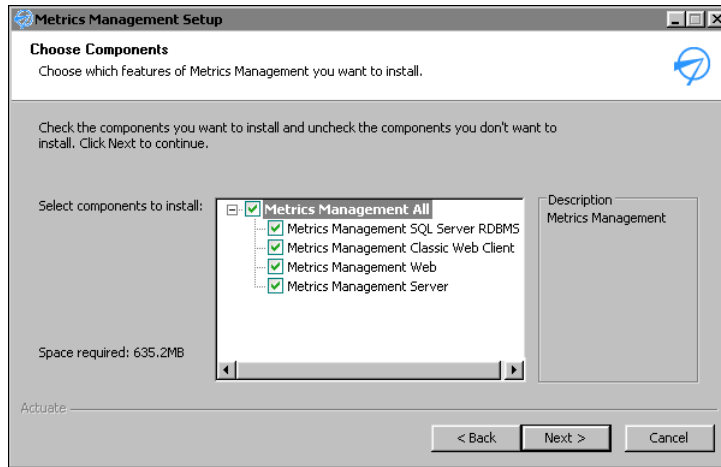 Metrics Management Setup
Choose Components
Choose which features of Metrics Management you want to install.
Check the components you want to install and uncheck the components you don't want to
install. Click Next to continue.
Select components to install:
Metrics Management All
Metrics Management SQL Server RDBMS
Metrics Management Classic Web Client
Metrics Management Web
Metrics Management Server
Description
Metrics Management
Space required: 635.2MB
Actuate
< Back
Next >
Cancel